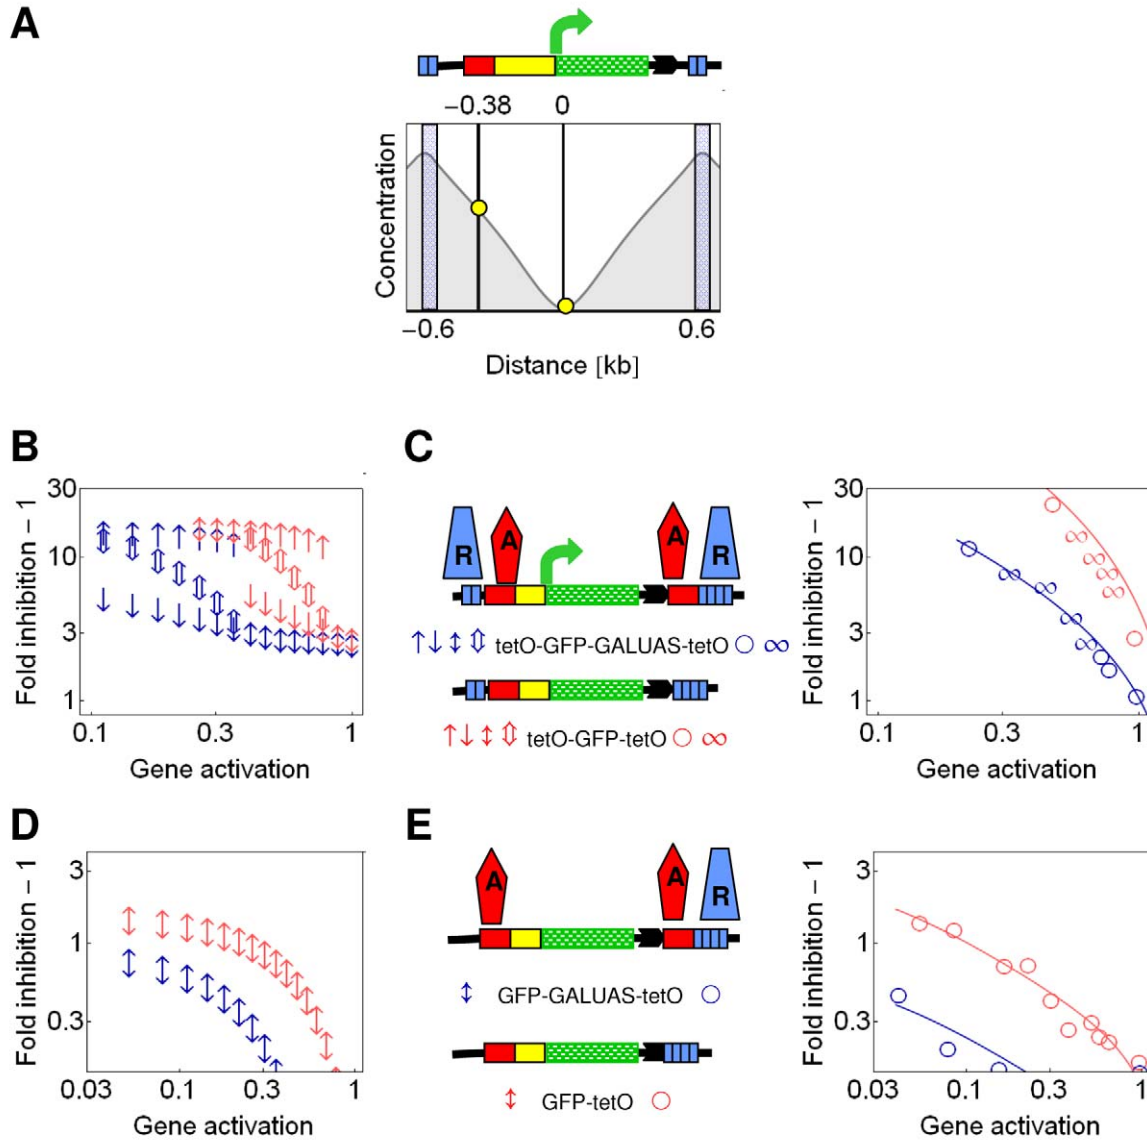 A
−0.38 0
Concentration
−0.6 0.6
Distance [kb]
B
Fold inhibition − 1
30
10
3
1
0.1 0.3 1
Gene activation
C
R A A R
↑↓↕⇕ tetO-GFP-GALUAS-tetO ○ ∞
↑↓↕⇕ tetO-GFP-tetO ○ ∞
Fold inhibition − 1
30
10
3
1
0.1 0.3 1
Gene activation
D
Fold inhibition − 1
3
1
0.3
0.03 0.1 0.3 1
Gene activation
E
A A R
↕ GFP-GALUAS-tetO ○
↕ GFP-tetO ○
Fold inhibition − 1
3
1
0.3
0.03 0.1 0.3 1
Gene activation